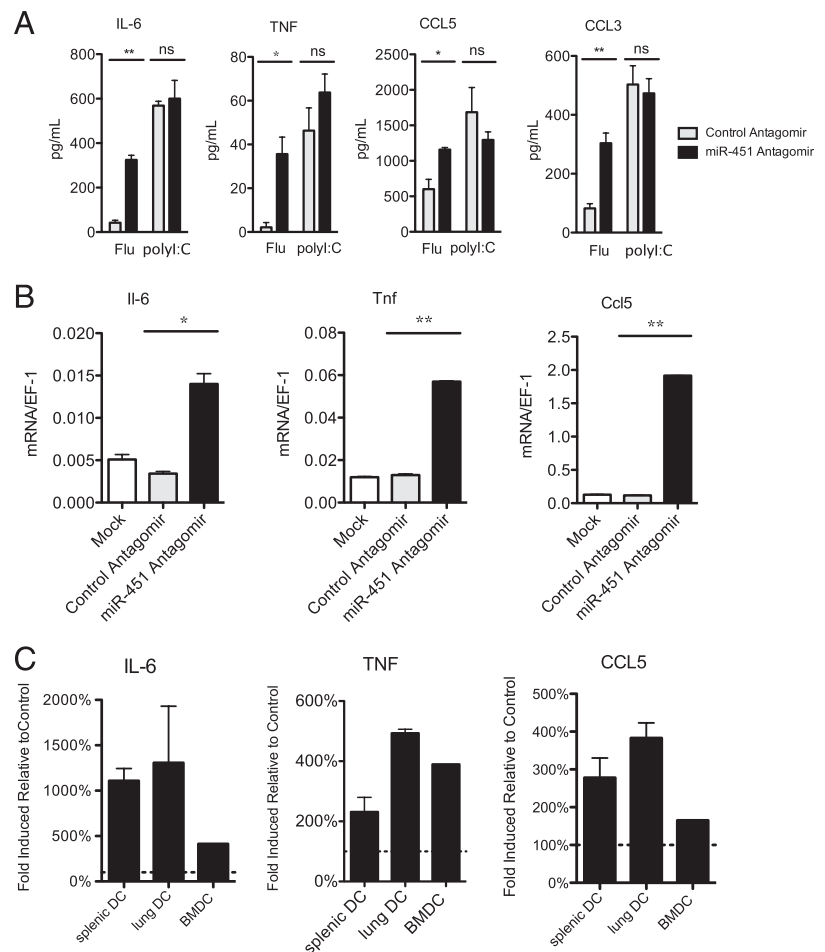 A
IL-6
TNF
CCL5
CCL3
** ns
* ns
* ns
** ns
pg/mL
800
600
400
200
0
Flu polyI:C
pg/mL
80
60
40
20
0
Flu polyI:C
pg/mL
2500
2000
1500
1000
500
0
Flu polyI:C
pg/mL
600
400
200
0
Flu polyI:C
Control Antagomir
miR-451 Antagomir
B
Il-6
*
mRNA/EF-1
0.020
0.015
0.010
0.005
0.000
Mock
Control Antagomir
miR-451 Antagomir
Tnf
**
mRNA/EF-1
0.08
0.06
0.04
0.02
0.00
Mock
Control Antagomir
miR-451 Antagomir
Ccl5
**
mRNA/EF-1
2.5
2.0
1.5
1.0
0.5
0.0
Mock
Control Antagomir
miR-451 Antagomir
C
IL-6
Fold Induced Relative toControl
2000%
1500%
1000%
500%
0%
splenic DC
lung DC
BMDC
TNF
Fold Induced Relative to Control
600%
400%
200%
0%
splenic DC
lung DC
BMDC
CCL5
Fold Induced Relative to Control
500%
400%
300%
200%
100%
0%
splenic DC
lung DC
BMDC